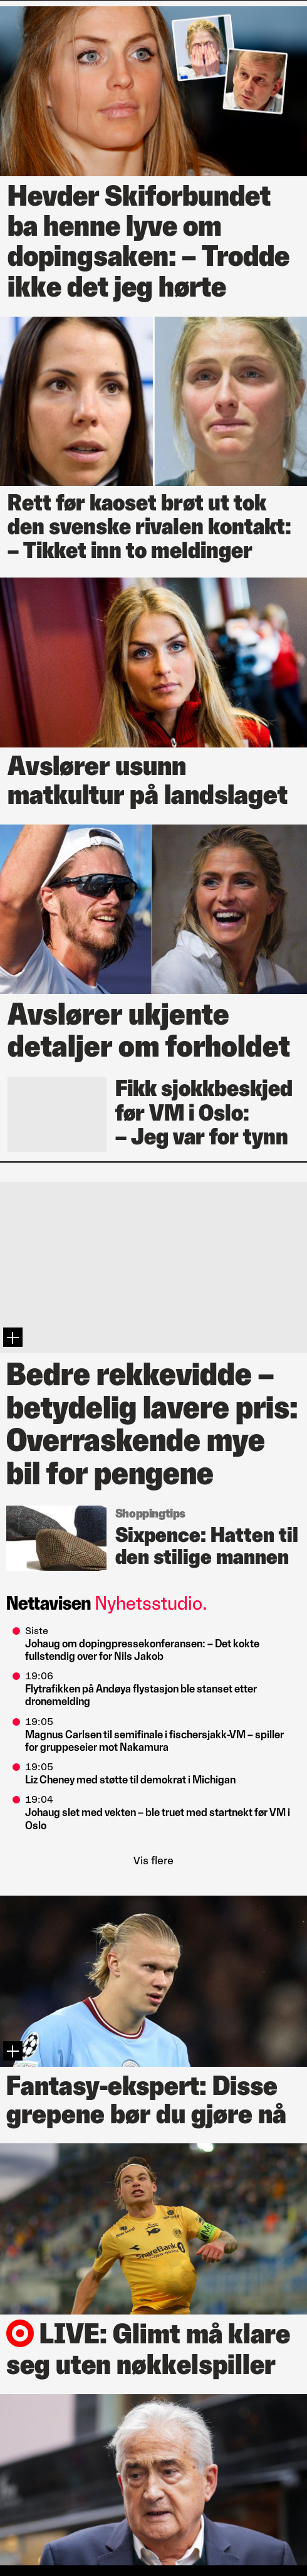 Hevder Skiforbundet
ba henne lyve om
dopingsaken: – Trodde
ikke det jeg hørte
Rett før kaoset brøt ut tok
den svenske rivalen kontakt:
– Tikket inn to meldinger
Avslører usunn
matkultur på landslaget
Avslører ukjente
detaljer om forholdet
Fikk sjokkbeskjed
før VM i Oslo:
– Jeg var for tynn
Bedre rekkevidde –
betydelig lavere pris:
Overraskende mye
bil for pengene
Shoppingtips
Sixpence: Hatten til
den stilige mannen
Nettavisen Nyhetsstudio.
Siste
Johaug om dopingpressekonferansen: – Det kokte
fullstendig over for Nils Jakob
19:06
Flytrafikken på Andøya flystasjon ble stanset etter
dronemelding
19:05
Magnus Carlsen til semifinale i fischersjakk-VM – spiller
for gruppeseier mot Nakamura
19:05
Liz Cheney med støtte til demokrat i Michigan
19:04
Johaug slet med vekten – ble truet med startnekt før VM i
Oslo
Vis flere
Fantasy-ekspert: Disse
grepene bør du gjøre nå
SpareBank
LIVE: Glimt må klare
seg uten nøkkelspiller